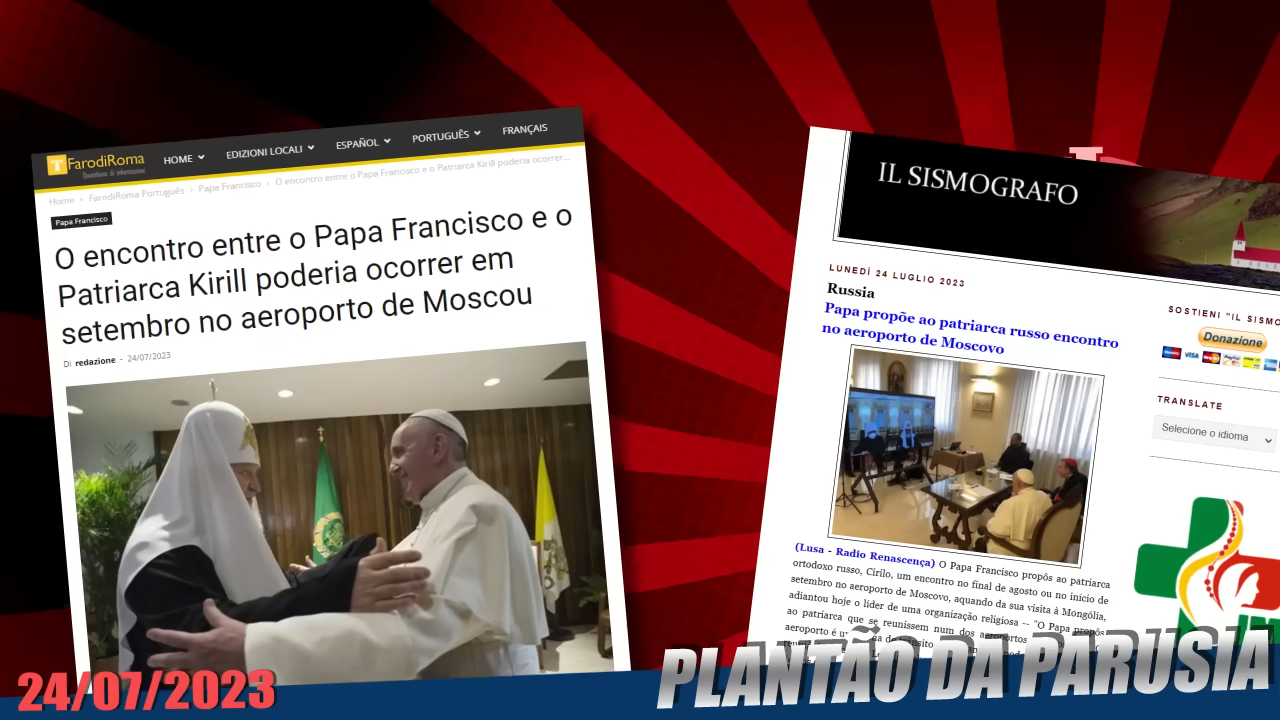 FarodiRoma
Quotidiano di informazione
HOME
EDIZIONI LOCALI
ESPAÑOL
PORTUGUÊS
FRANÇAIS
Home › FarodiRoma Português › Papa Francisco › O encontro entre o Papa Francisco e o Patriarca Kirill poderia ocorrer...
Papa Francisco
O encontro entre o Papa Francisco e o
Patriarca Kirill poderia ocorrer em
setembro no aeroporto de Moscou
Di redazione - 24/07/2023
IL SISMOGRAFO
LUNEDÌ 24 LUGLIO 2023
Russia
Papa propõe ao patriarca russo encontro
no aeroporto de Moscovo
(Lusa - Radio Renascença) O Papa Francisco propôs ao patriarca
ortodoxo russo, Cirilo, um encontro no final de agosto ou no início de
setembro no aeroporto de Moscovo, aquando da sua visita à Mongólia,
adiantou hoje o líder de uma organização religiosa -- "O Papa propôs
ao patriarca que se reunissem num dos aeroportos
aeroporto é
SOSTIENI "IL SISMO
Donazione
VISA
PayPal
TRANSLATE
Selecione o idioma
24/07/2023
PLANTÃO DA PARUSIA